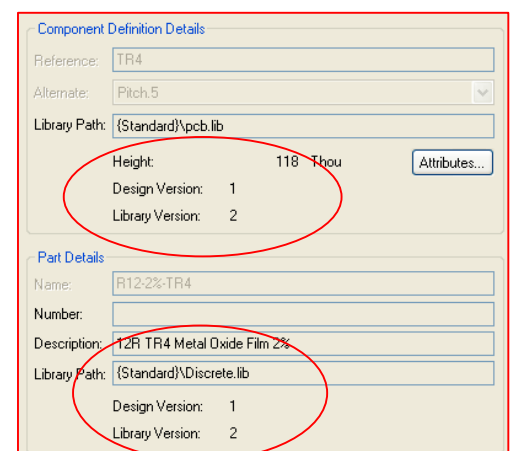 Component Definition Details
Reference: TR4
Alternate: Pitch.5
Library Path: {Standard}\pcb.lib
Height: 118 Thou Attributes...
Design Version: 1
Library Version: 2
Part Details
Name: R12-2%-TR4
Number:
Description: 12R TR4 Metal Oxide Film 2%
Library Path: {Standard}\Discrete.lib
Design Version: 1
Library Version: 2